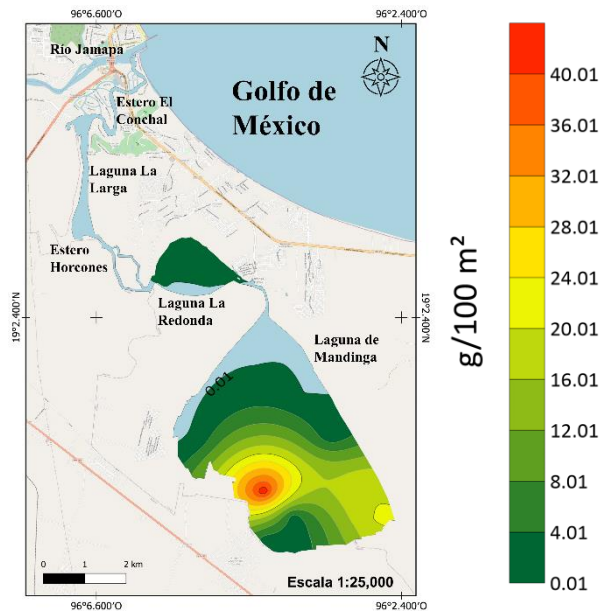 96°6.600'O
96°2.400'O
Río Jamapa
N
Estero El
Conchal
Golfo de
México
Laguna La
Larga
Estero
Horcones
Laguna La
Redonda
Laguna de
Mandinga
19°2.400'N
19°2.400'N
0.01
0
1
2 km
Escala 1:25,000
96°6.600'O
96°2.400'O
g/100 m²
40.01
36.01
32.01
28.01
24.01
20.01
16.01
12.01
8.01
4.01
0.01